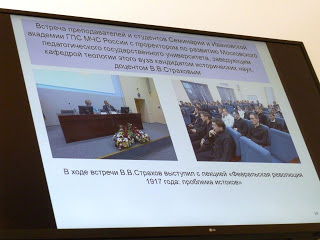 Встреча преподавателей и студентов Семинарии и Ивановской
академии ГПС МЧС России с проректором по развитию Московского
педагогического государственного университета, заведующим
кафедрой теологии этого вуза кандидатом исторических наук,
доцентом В.В.Страховым
В ходе встречи В.В.Страхов выступил с лекцией «Февральская революция
1917 года: проблема истоков»
LG